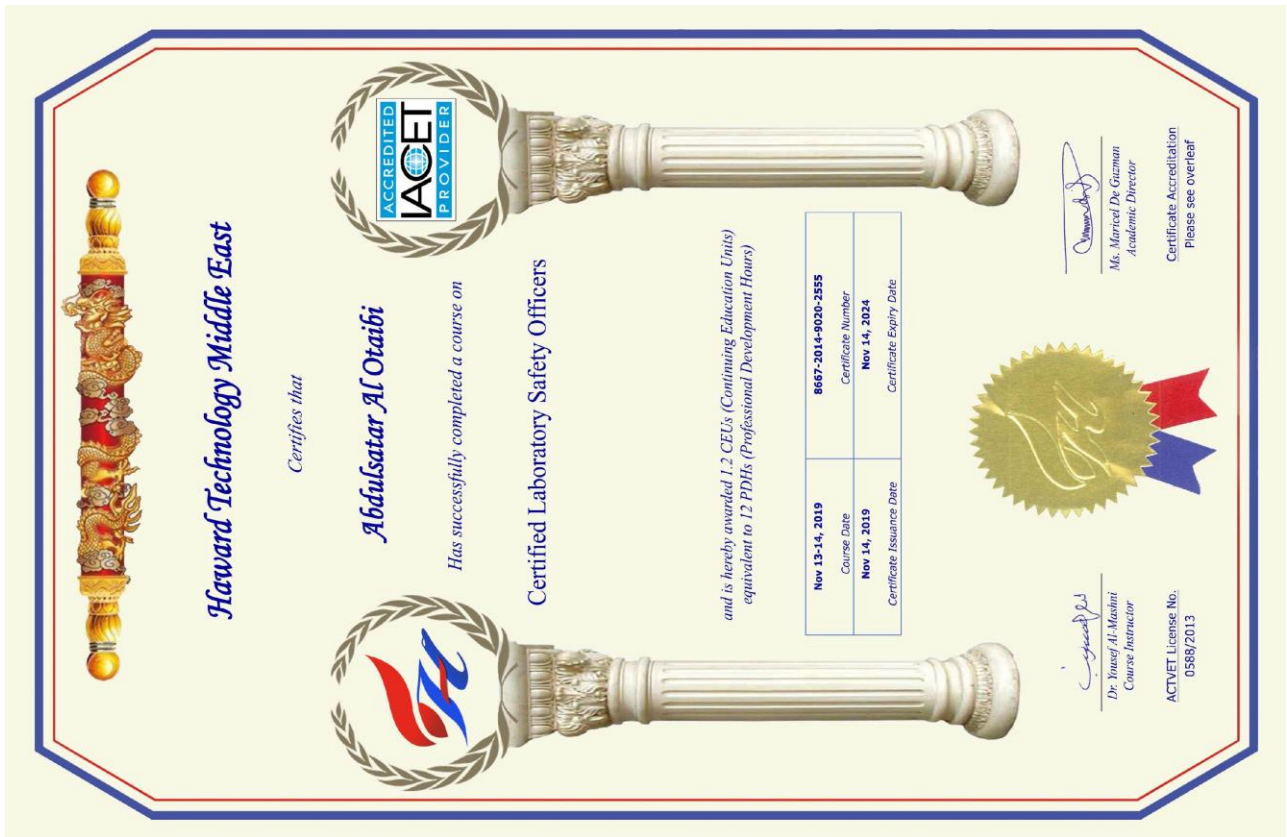 Haward Technology Middle East
Certifies that
Abdulsatar Al Otaibi
Has successfully completed a course on
Certified Laboratory Safety Officers
ACCREDITED
IACET
PROVIDER
and is hereby awarded 1.2 CEUs (Continuing Education Units)
equivalent to 12 PDHs (Professional Development Hours)
Nov 13-14, 2019
Course Date
8667-2014-9020-2555
Certificate Number
Nov 14, 2019
Certificate Issuance Date
Nov 14, 2024
Certificate Expiry Date
Dr. Yousef Al-Mashni
Course Instructor
ACTVET License No.
0588/2013
Ms. Maricel De Guzman
Academic Director
Certificate Accreditation
Please see overleaf